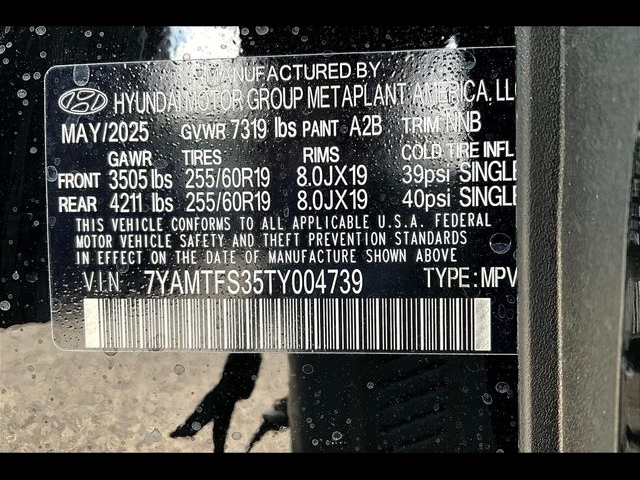 MANUFACTURED BY
HYUNDAI MOTOR GROUP METAPLANT AMERICA, LLC
MAY/2025 GVWR 7319 lbs PAINT A2B TRIM NNB
GAWR TIRES RIMS COLD TIRE INFL
FRONT 3505 lbs 255/60R19 8.0JX19 39psi SINGLE
REAR 4211 lbs 255/60R19 8.0JX19 40psi SINGLE
THIS VEHICLE CONFORMS TO ALL APPLICABLE U.S.A. FEDERAL
MOTOR VEHICLE SAFETY AND THEFT PREVENTION STANDARDS
IN EFFECT ON THE DATE OF MANUFACTURE SHOWN ABOVE
VIN 7YAMTFS35TY004739 TYPE:MPV